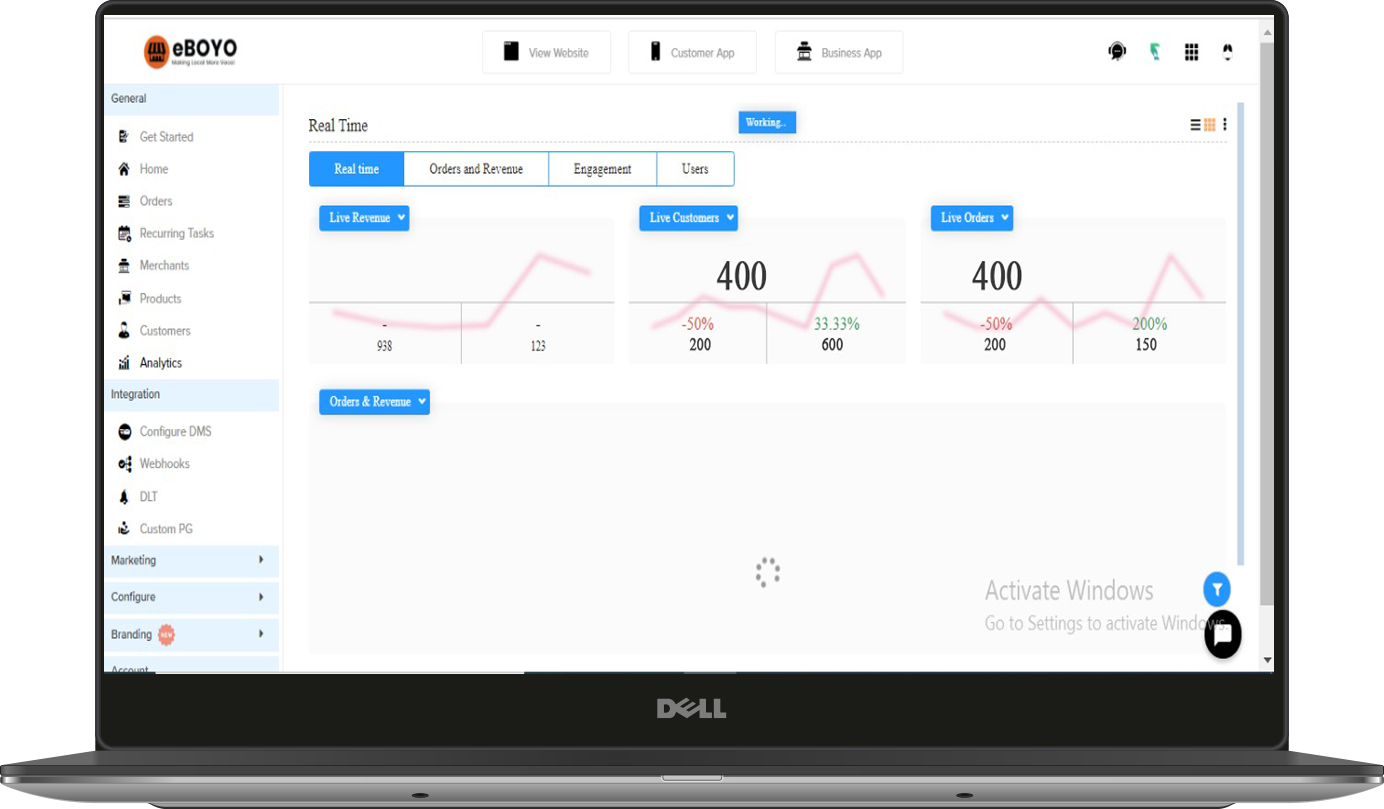 eBOYO
Making Local More Vocal
View Website
Customer App
Business App
General
Get Started
Home
Orders
Recurring Tasks
Merchants
Products
Customers
Analytics
Integration
Configure DMS
Webhooks
DLT
Custom PG
Marketing
Configure
Branding NEW
Account
Real Time
Working..
Real time
Orders and Revenue
Engagement
Users
Live Revenue
-
938
-
123
Live Customers
400
-50%
200
33.33%
600
Live Orders
400
-50%
200
200%
150
Orders & Revenue
Activate Windows
Go to Settings to activate Windows.
DELL